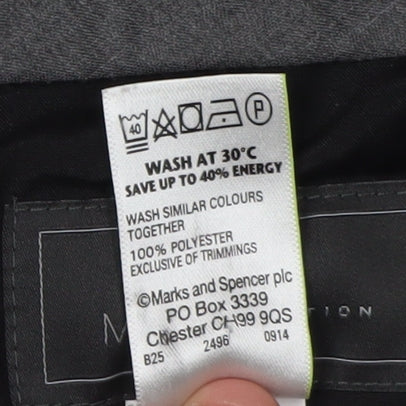 40 P
WASH AT 30°C
SAVE UP TO 40% ENERGY
WASH SIMILAR COLOURS
TOGETHER
100% POLYESTER
EXCLUSIVE OF TRIMMINGS
©Marks and Spencer plc
PO Box 3339
Chester CH99 9QS
B25 2496 0914
M TION